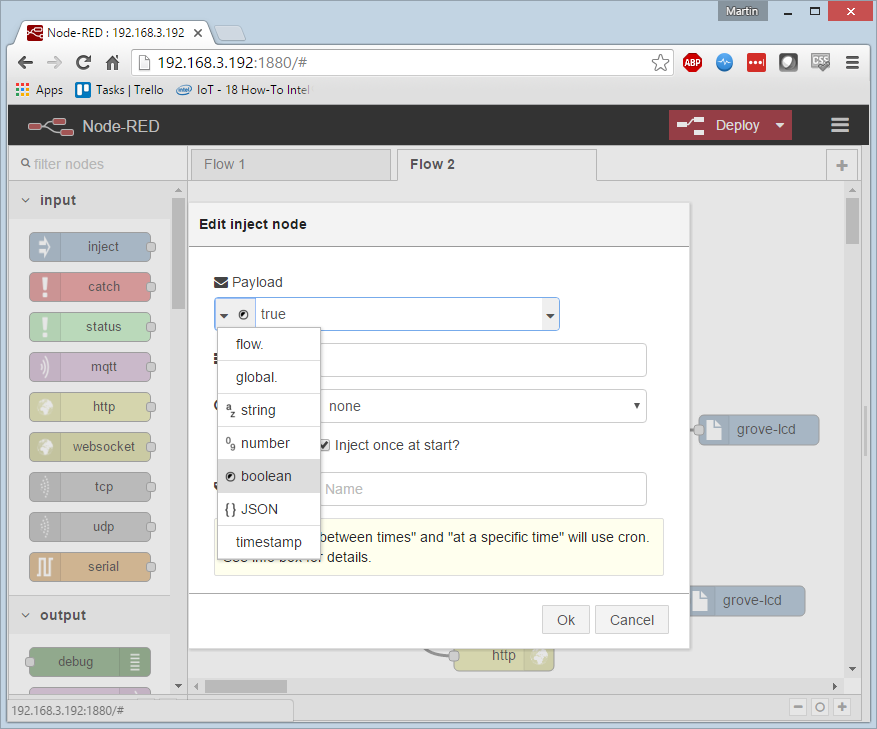 Martin
Node-RED : 192.168.3.192
192.168.3.192:1880/#
ABP
CSS
Apps
Tasks | Trello
IoT - 18 How-To Intel
Node-RED
Deploy
filter nodes
Flow 1
Flow 2
input
inject
catch
status
mqtt
http
websocket
tcp
udp
serial
output
debug
Edit inject node
Payload
true
flow.
global.
string
number
boolean
{} JSON
timestamp
none
Inject once at start?
Name
between times" and "at a specific time" will use cron.
box for details.
Ok
Cancel
grove-lcd
grove-lcd
http
192.168.3.192:1880/#